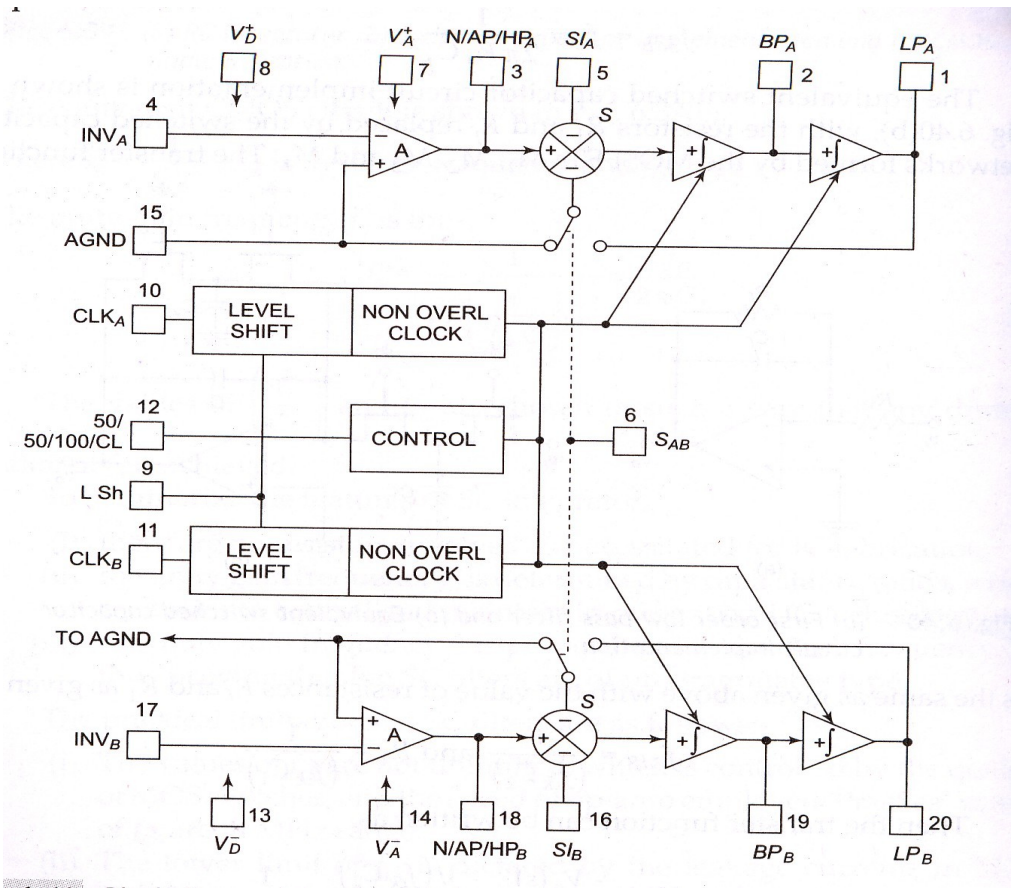 V_D^+ V_A^+ N/AP/HP_A SI_A BP_A LP_A
8 7 3 5 2 1
4
INV_A
A + + S − − +∫ +∫
15
AGND
10
CLK_A
LEVEL SHIFT
NON OVERL CLOCK
12
50/
50/100/CL
CONTROL
6
S_AB
9
L Sh
11
CLK_B
LEVEL SHIFT
NON OVERL CLOCK
TO AGND
17
INV_B
+ − A + S − − +∫ +∫
13 14 18 16 19 20
V_D^- V_A^- N/AP/HP_B SI_B BP_B LP_B